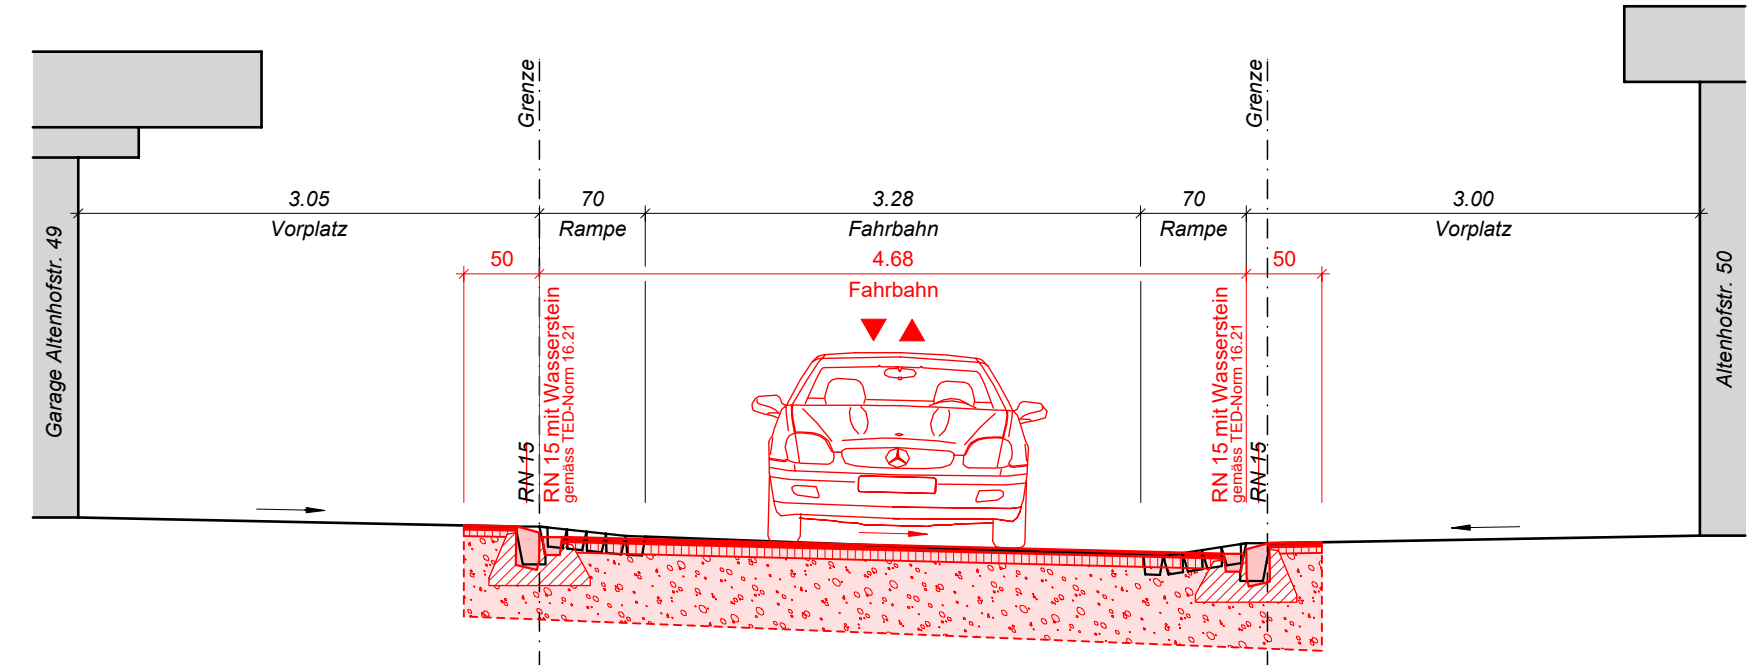 Grenze
Grenze
3.05
70
3.28
70
3.00
Vorplatz
Rampe
Fahrbahn
Rampe
Vorplatz
50
4.68
50
Fahrbahn
Garage Altenhofstr. 49
Altenhofstr. 50
RN 15
RN 15 mit Wasserstein
gemäss TED-Norm 16.21
RN 15 mit Wasserstein
gemäss TED-Norm 16.21
RN 15